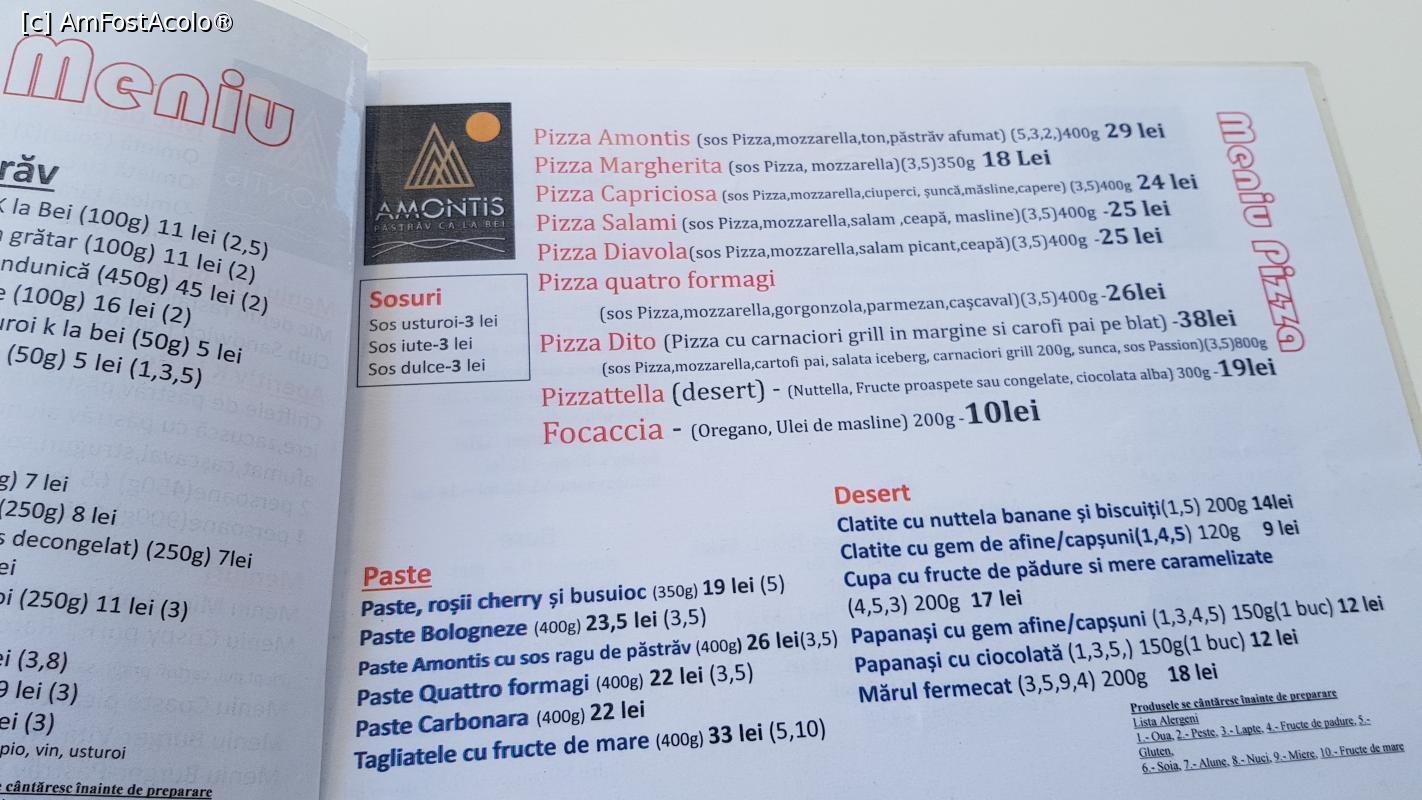 [c] AmFostAcolo®
Meniu
răv
K la Bei (100g) 11 lei (2,5)
grătar (100g) 11 lei (2)
ndunică (450g) 45 lei (2)
e (100g) 16 lei (2)
uroi k la bei (50g) 5 lei
(50g) 5 lei (1,3,5)
g) 7 lei
(250g) 8 lei
s decongelat) (250g) 7lei
ei
oi (250g) 11 lei (3)
ei (3,8)
9 lei (3)
ei (3)
pio, vin, usturoi
e cântăresc înainte de preparare
AMONTIS
PĂSTRĂV CA LA BEI
Sosuri
Sos usturoi-3 lei
Sos iute-3 lei
Sos dulce-3 lei
Pizza Amontis (sos Pizza,mozzarella,ton,păstrăv afumat) (5,3,2,)400g 29 lei
Pizza Margherita (sos Pizza, mozzarella)(3,5)350g 18 Lei
Pizza Capriciosa (sos Pizza,mozzarella,ciuperci, șuncă,măsline,capere) (3,5)400g 24 lei
Pizza Salami (sos Pizza,mozzarella,salam ,ceapă, masline)(3,5)400g -25 lei
Pizza Diavola(sos Pizza,mozzarella,salam picant,ceapă)(3,5)400g -25 lei
Pizza quatro formagi
(sos Pizza,mozzarella,gorgonzola,parmezan,cașcaval)(3,5)400g -26lei
Pizza Dito (Pizza cu carnaciori grill in margine si carofi pai pe blat) -38lei
(sos Pizza,mozzarella,cartofi pai, salata iceberg, carnaciori grill 200g, sunca, sos Passion)(3,5)800g
Pizzattella (desert) - (Nuttella, Fructe proaspete sau congelate, ciocolata alba) 300g -19lei
Focaccia - (Oregano, Ulei de masline) 200g -10lei
Meniu Pizza
Paste
Paste, roșii cherry și busuioc (350g) 19 lei (5)
Paste Bologneze (400g) 23,5 lei (3,5)
Paste Amontis cu sos ragu de păstrăv (400g) 26 lei(3,5)
Paste Quattro formagi (400g) 22 lei (3,5)
Paste Carbonara (400g) 22 lei
Tagliatele cu fructe de mare (400g) 33 lei (5,10)
Desert
Clatite cu nuttela banane și biscuiți(1,5) 200g 14lei
Clatite cu gem de afine/capșuni(1,4,5) 120g 9 lei
Cupa cu fructe de pădure si mere caramelizate
(4,5,3) 200g 17 lei
Papanași cu gem afine/capșuni (1,3,4,5) 150g(1 buc) 12 lei
Papanași cu ciocolată (1,3,5,) 150g(1 buc) 12 lei
Mărul fermecat (3,5,9,4) 200g 18 lei
Produsele se cântăresc înainte de preparare
Lista Alergeni
1.- Oua, 2.- Peste, 3.- Lapte, 4.- Fructe de padure, 5.-
Gluten,
6.- Soia, 7.- Alune, 8.- Nuci, 9.- Miere, 10.- Fructe de mare